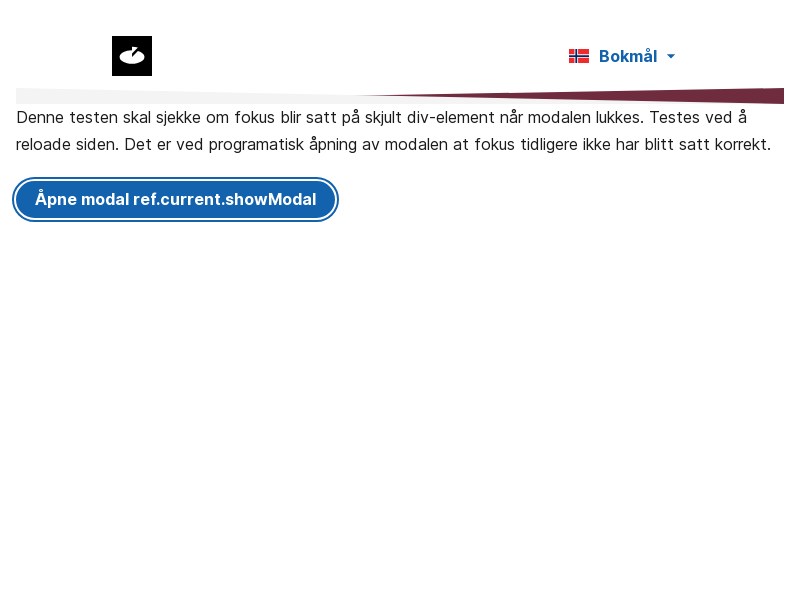 Bokmål
Denne testen skal sjekke om fokus blir satt på skjult div-element når modalen lukkes. Testes ved å
reloade siden. Det er ved programatisk åpning av modalen at fokus tidligere ikke har blitt satt korrekt.
Åpne modal ref.current.showModal